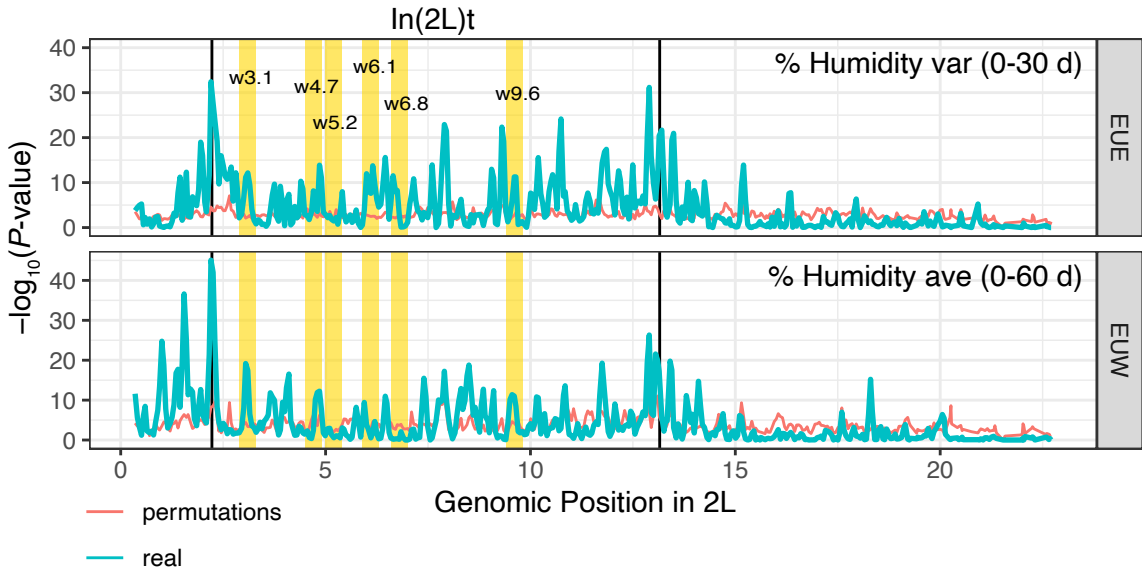 In(2L)t
40
30
20
10
0
w3.1
w4.7
w5.2
w6.1
w6.8
w9.6
% Humidity var (0-30 d)
EUE
−log₁₀(P-value)
40
30
20
10
0
% Humidity ave (0-60 d)
EUW
0 5 10 15 20
Genomic Position in 2L
permutations
real